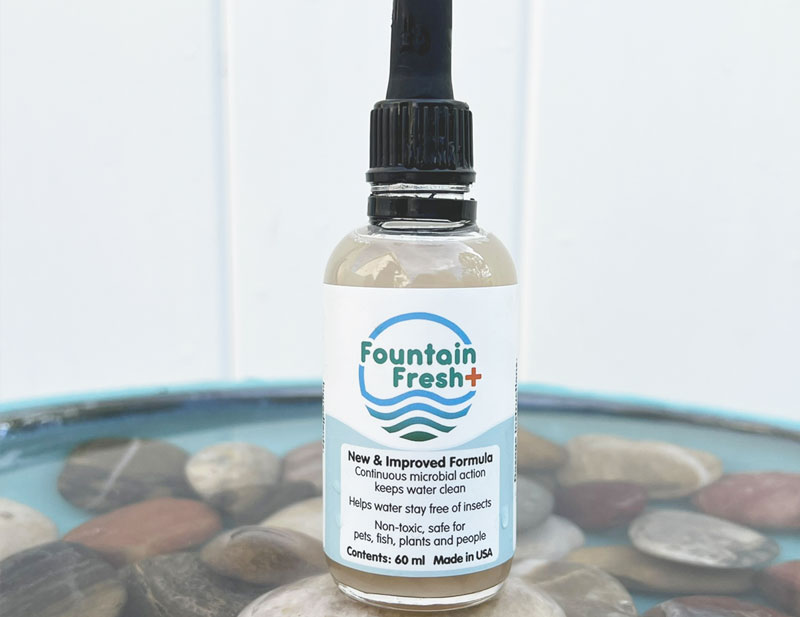 Fountain
Fresh+
New & Improved Formula
Continuous microbial action
keeps water clean
Helps water stay free of insects
Non-toxic, safe for
pets, fish, plants and people
Contents: 60 ml Made in USA